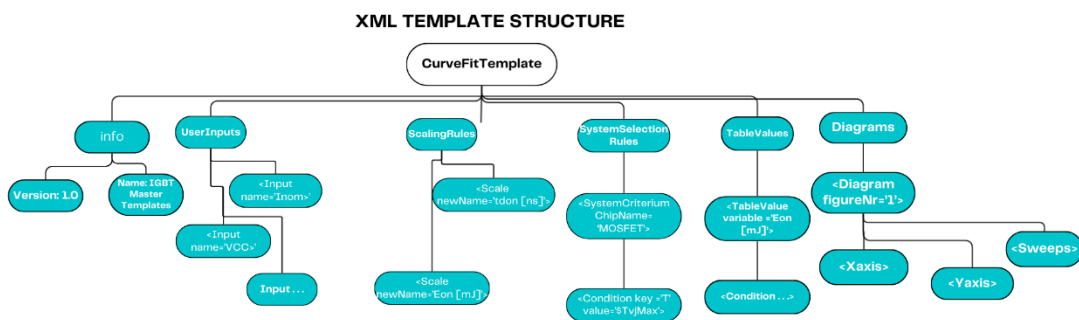 XML TEMPLATE STRUCTURE
CurveFitTemplate
info
UserInputs
ScalingRules
SystemSelection
Rules
TableValues
Diagrams
Version: 1.0
Name: IGBT
Master
Templates
<Input
name='Inom>'
<Input
name='VCC>'
Input . . .
<Scale
newName='tdon [ns]'>
<Scale
newName='Eon [mJ]'>
<SystemCriterium
ChipName=
'MOSFET'>
<Condition key ='T'
value='$TvjMax'>
<TableValue
variable ='Eon
[mJ]'>
<Condition . . .>
<Diagram
figureNr='1'>
<Xaxis>
<Yaxis>
<Sweeps>